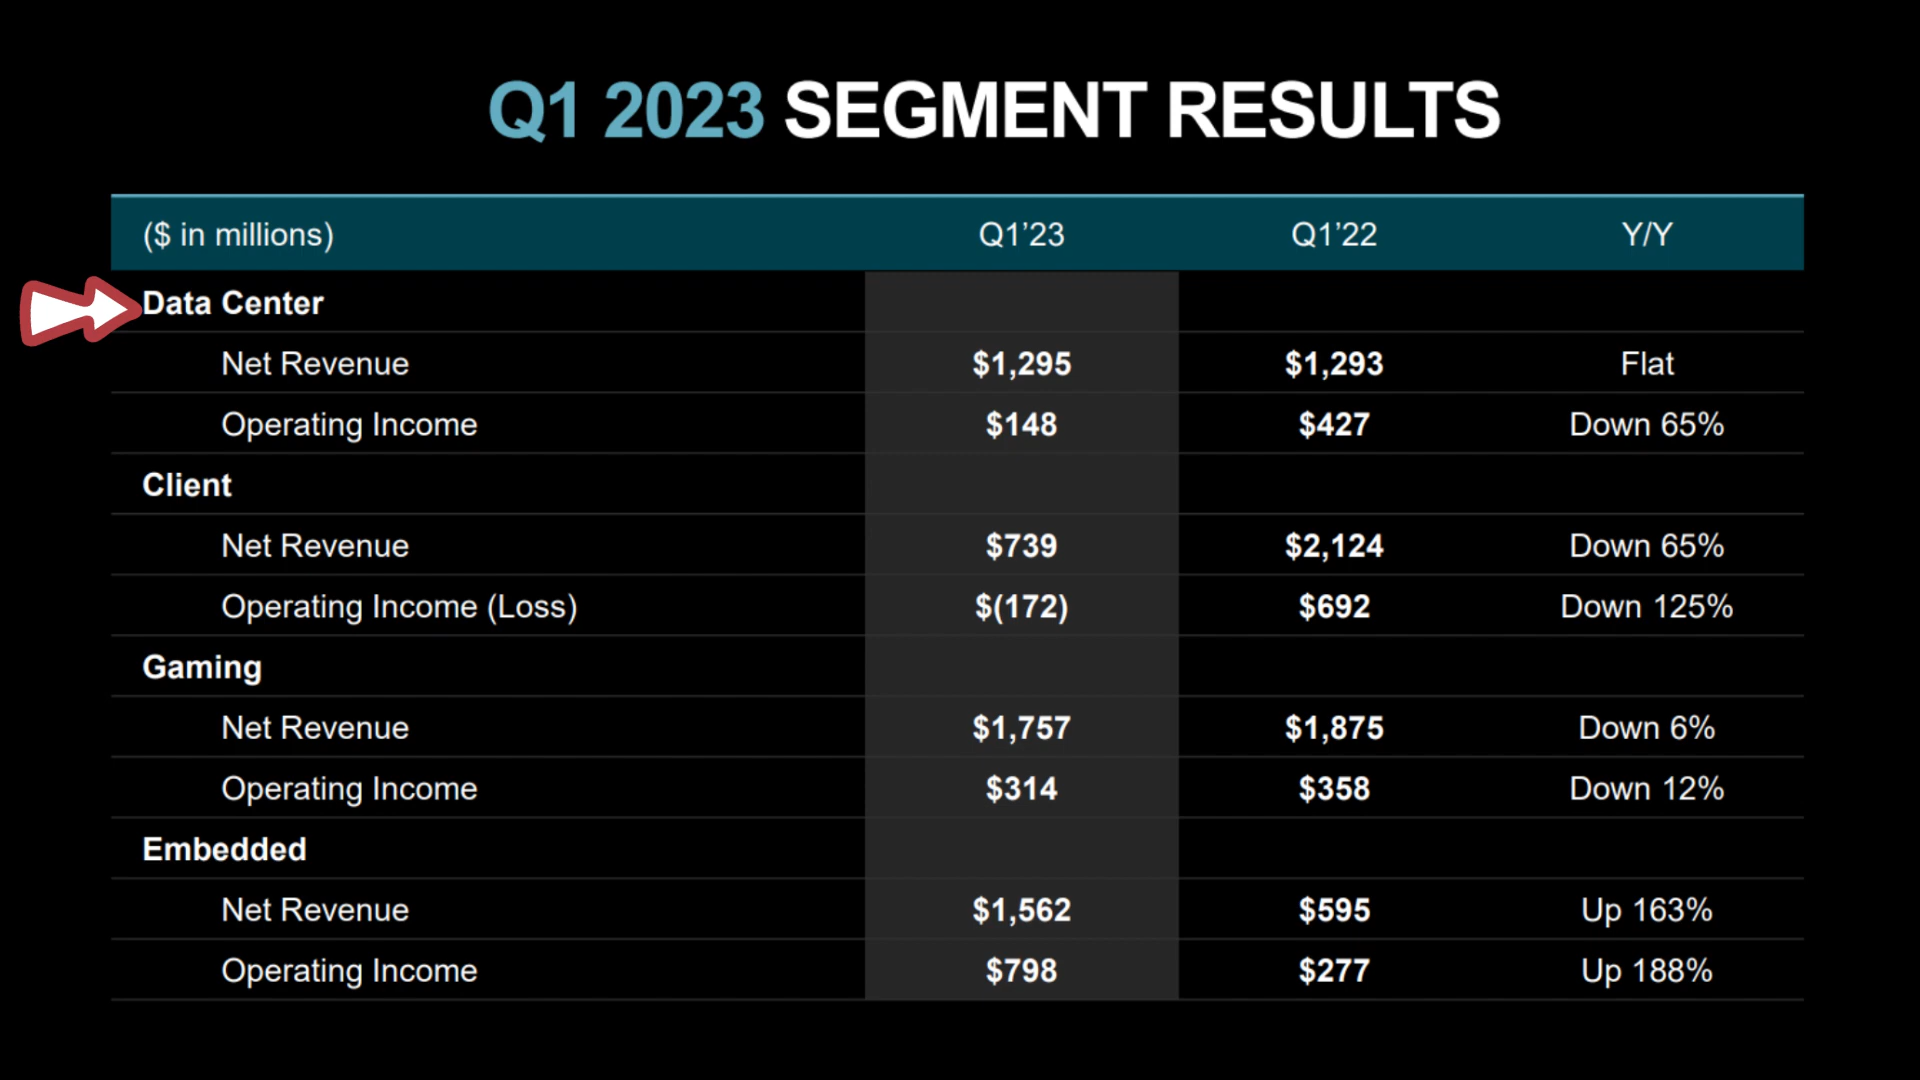 Q1 2023 SEGMENT RESULTS
($ in millions) Q1’23 Q1’22 Y/Y
Data Center
Net Revenue $1,295 $1,293 Flat
Operating Income $148 $427 Down 65%
Client
Net Revenue $739 $2,124 Down 65%
Operating Income (Loss) $(172) $692 Down 125%
Gaming
Net Revenue $1,757 $1,875 Down 6%
Operating Income $314 $358 Down 12%
Embedded
Net Revenue $1,562 $595 Up 163%
Operating Income $798 $277 Up 188%